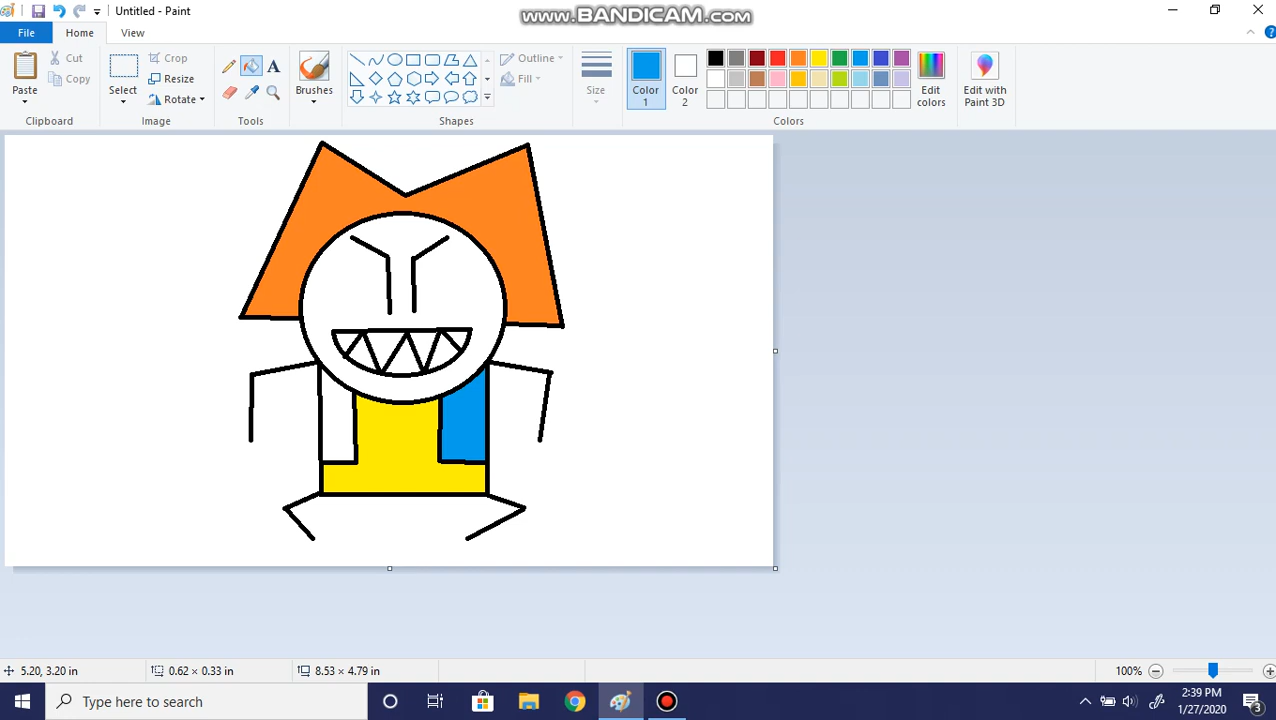 Untitled - Paint
www.BANDICAM.com
File Home View
Paste
Cut
Copy
Clipboard
Select
Crop
Resize
Rotate
Image
A
Tools
Brushes
Outline
Fill
Shapes
Size
Color 1
Color 2
Edit colors
Colors
Edit with Paint 3D
5.20, 3.20 in
0.62 × 0.33 in
8.53 × 4.79 in
100%
Type here to search
2:39 PM
1/27/2020
3